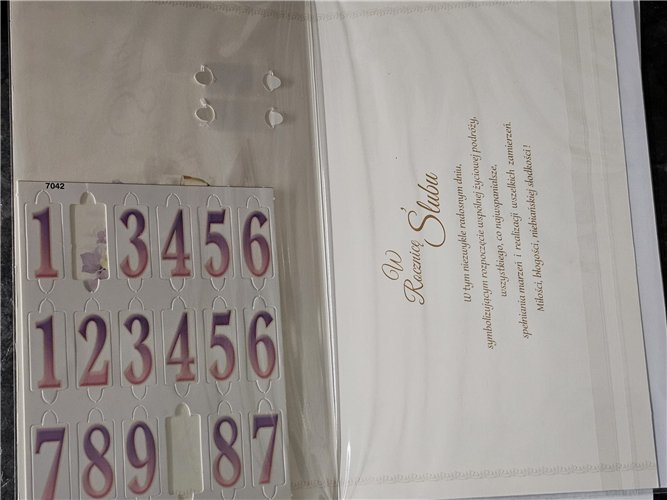 7042
1 3 4 5 6
1 2 3 4 5 6
7 8 9 8 7
W
Rocznicę Ślubu
W tym niezwykle radosnym dniu,
symbolizującym rozpoczęcie wspólnej życiowej podróży,
wszystkiego, co najwspanialsze,
spełniania marzeń i realizacji wszelkich zamierzeń.
Miłości, błogości, niebiańskiej słodkości !